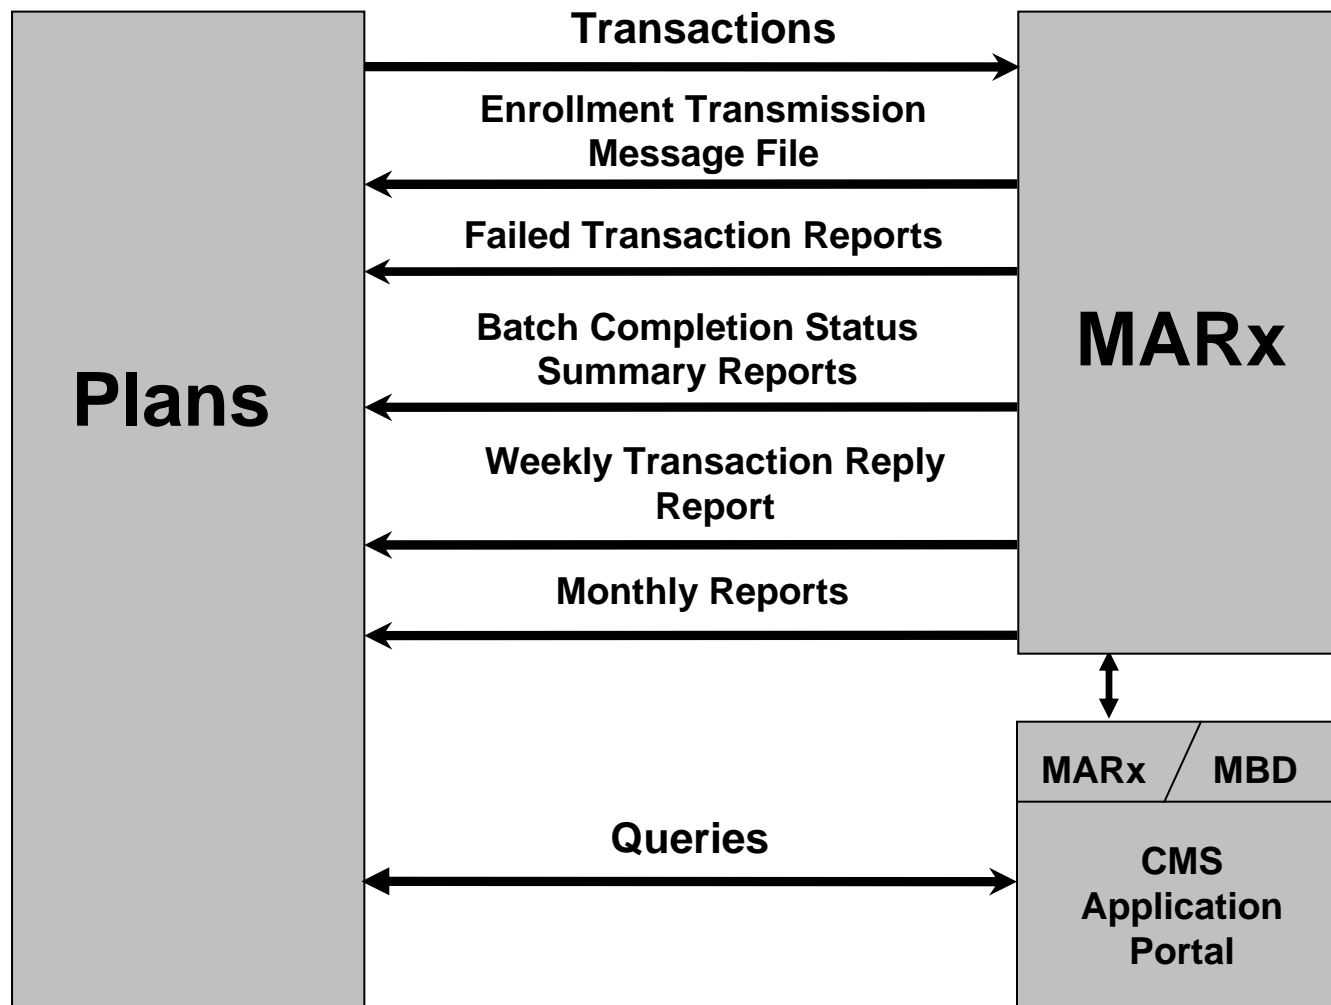 Transactions
Enrollment Transmission
Message File
Failed Transaction Reports
Batch Completion Status
Summary Reports
Weekly Transaction Reply
Report
Monthly Reports
Queries
Plans
MARx
MARx / MBD
CMS
Application
Portal